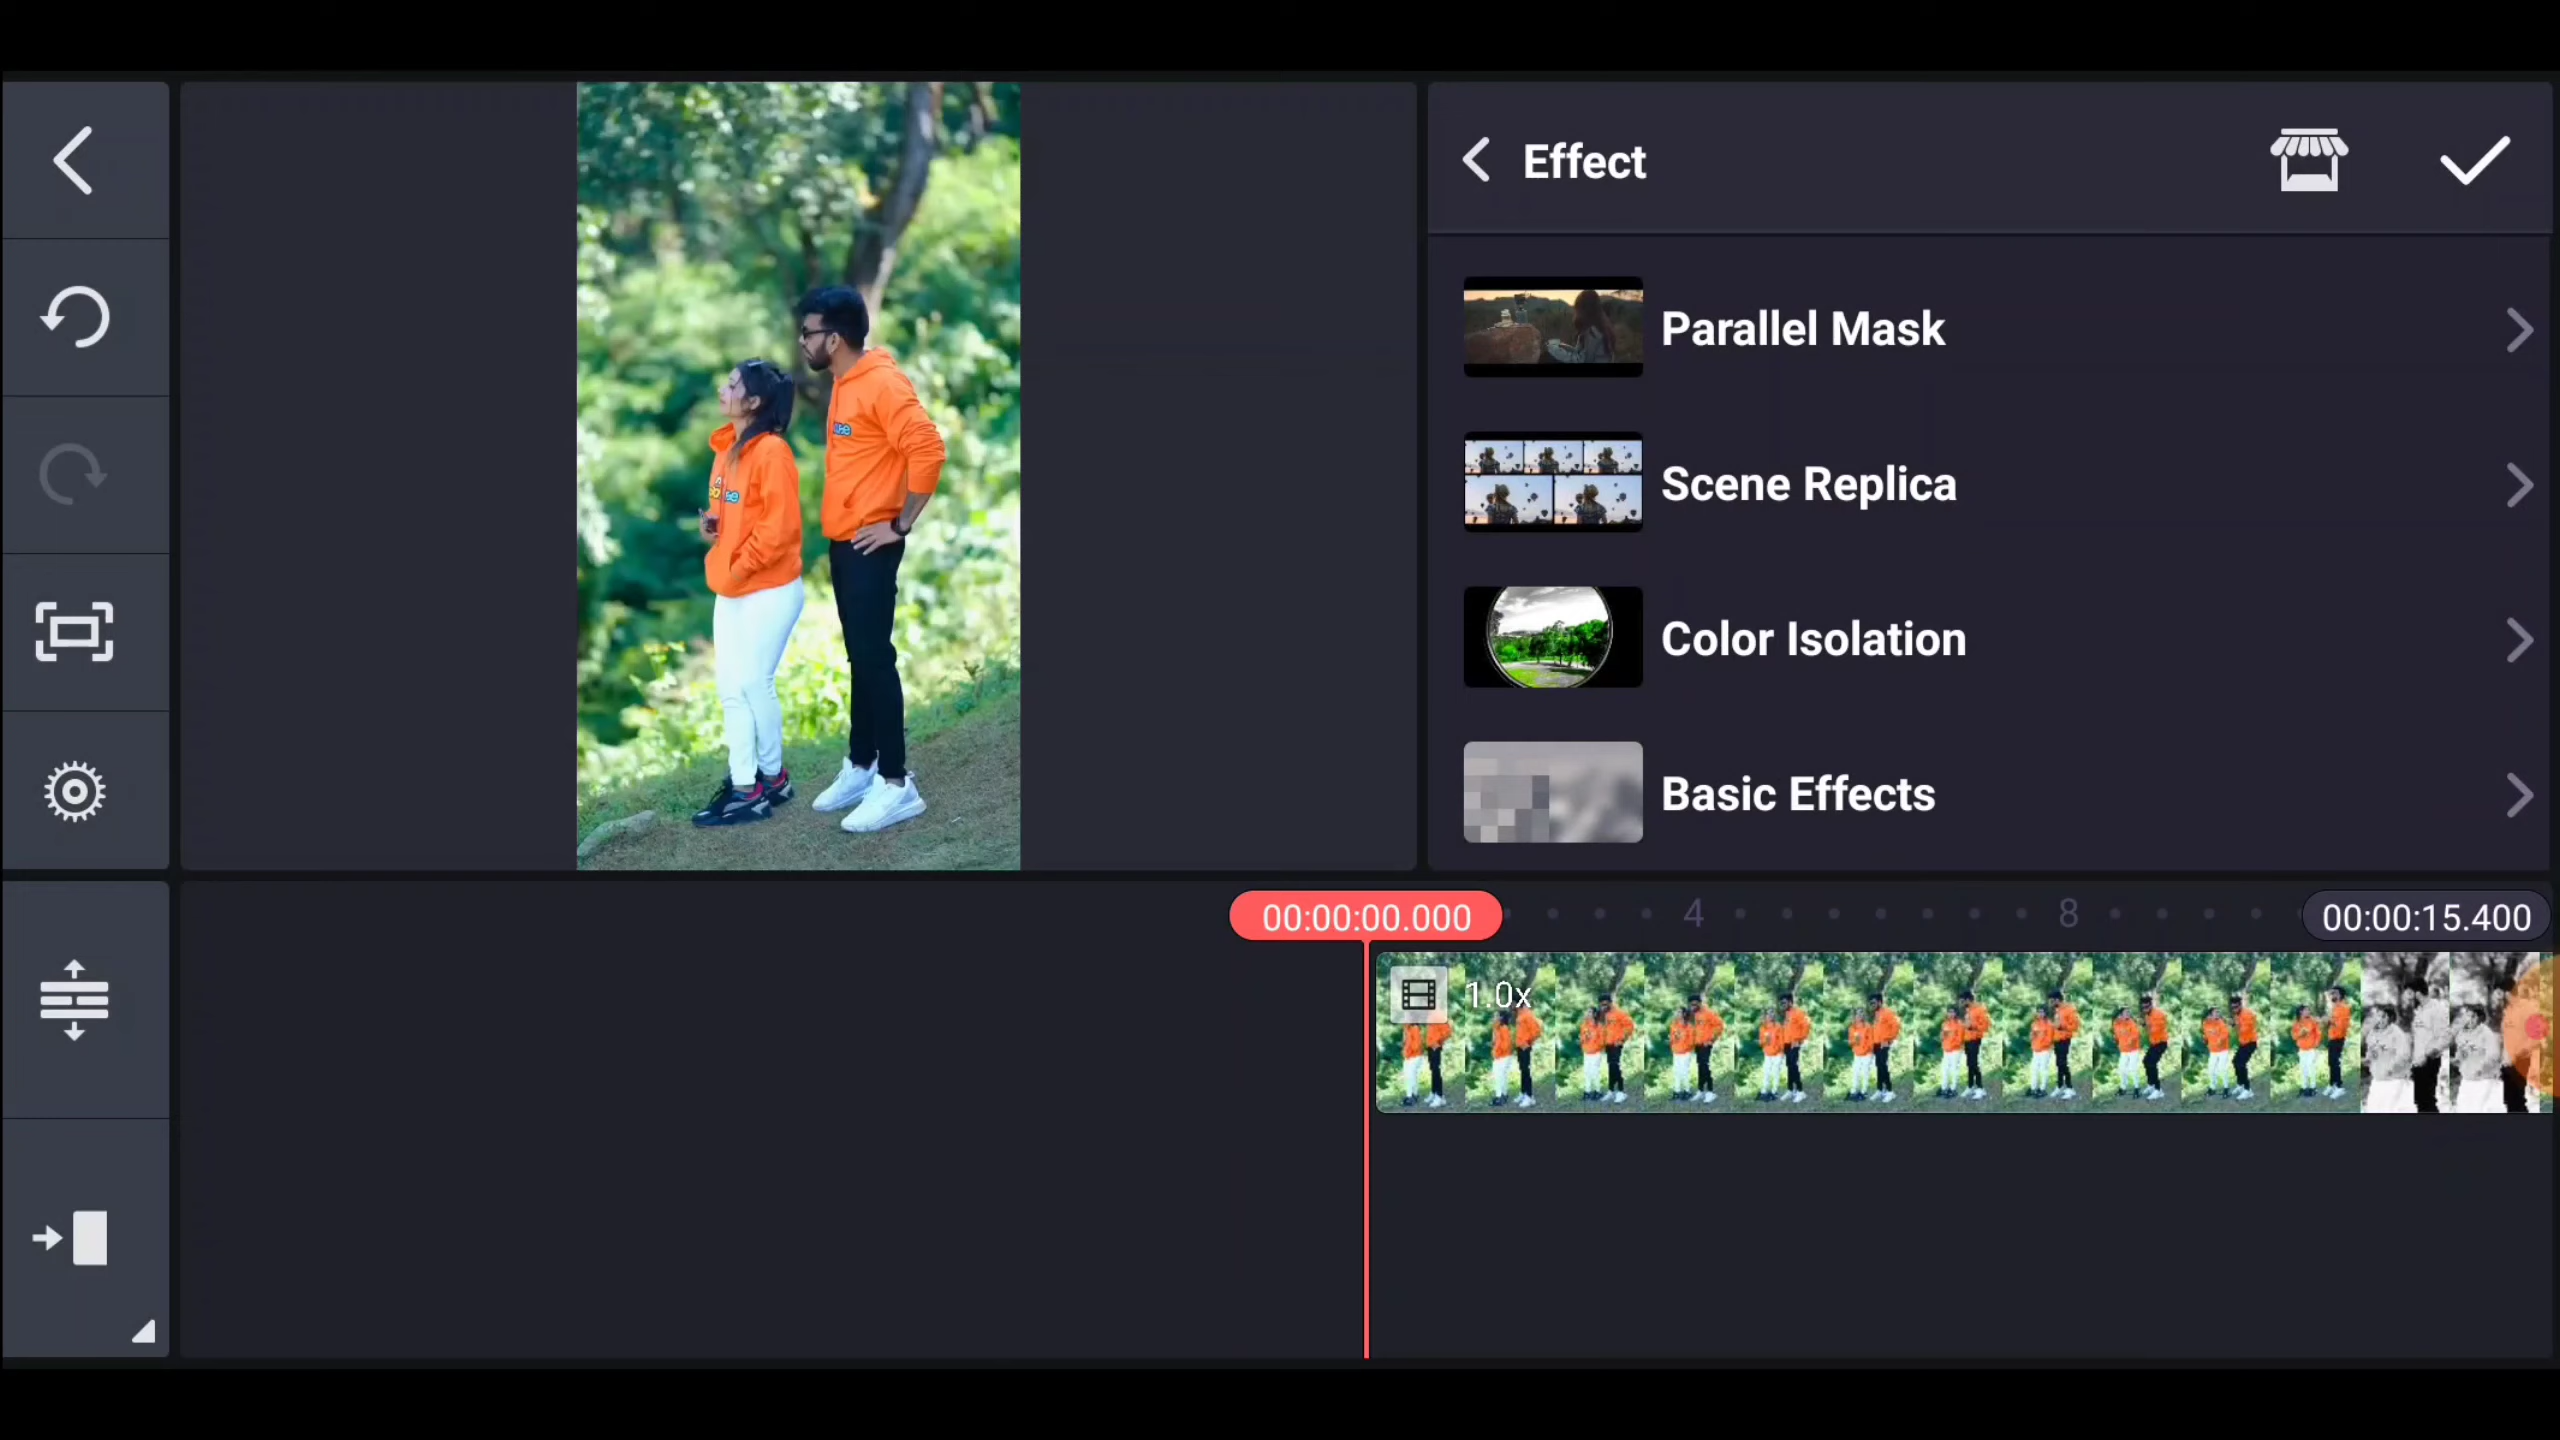 Effect
Parallel Mask
Scene Replica
Color Isolation
Basic Effects
00:00:00.000
4
8
00:00:15.400
1.0x